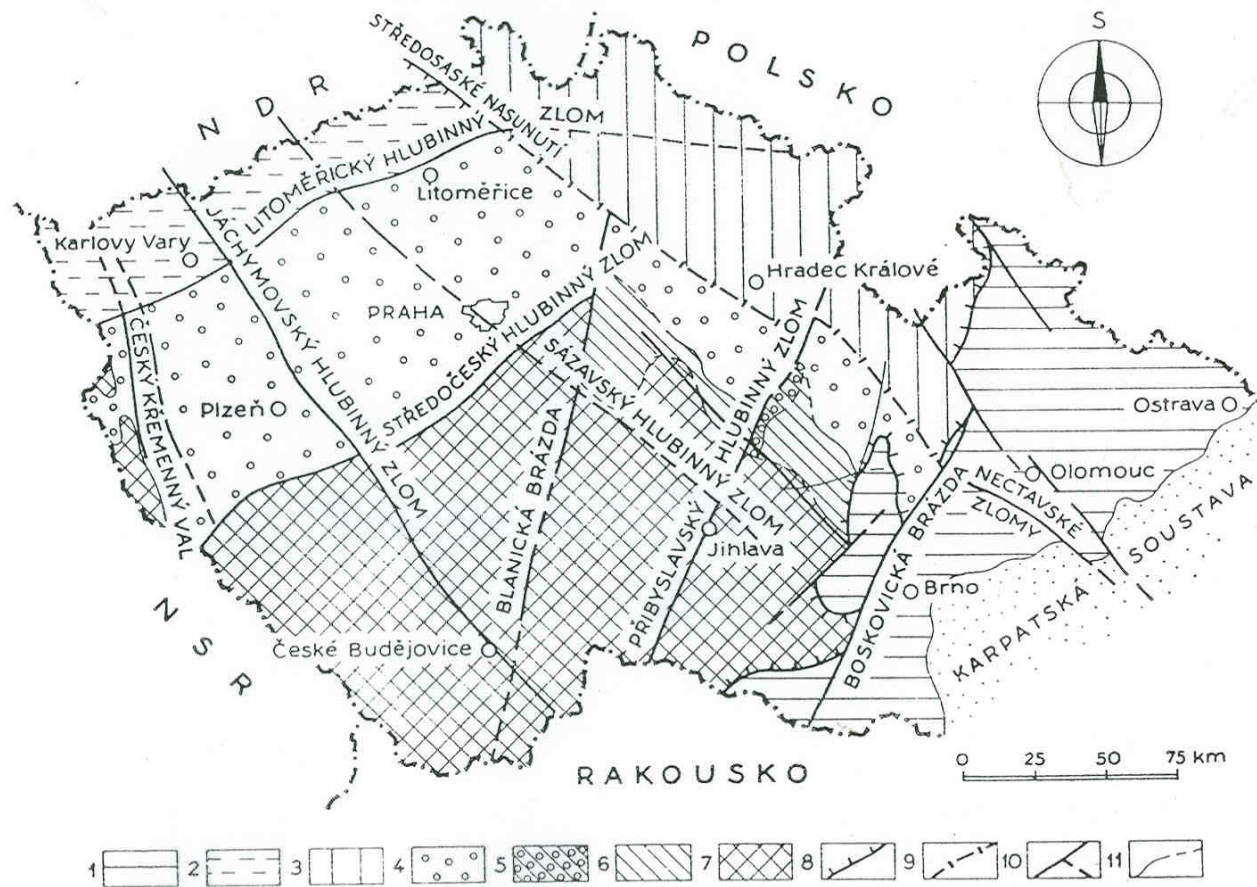 S
POLSKO
NDR
STŘEDOSASKÉ NASUNUTÍ
LITOMĚŘICKÝ HLUBINNÝ ZLOM
Litoměřice
Karlovy Vary
JÁCHYMOVSKÝ HLUBINNÝ ZLOM
Hradec Králové
PRAHA
STŘEDOČESKÝ HLUBINNÝ ZLOM
ČESKÝ KŘEMENNÝ VAL
Plzeň
SÁZAVSKÝ HLUBINNÝ ZLOM
PŘIBYSLAVSKÝ HLUBINNÝ ZLOM
BLANICKÁ BRÁZDA
Ostrava
Olomouc
NECTAVSKÉ
ZLOMY
Jihlava
BOSKOVICKÁ BRÁZDA
Brno
KARPATSKÁ SOUSTAVA
České Budějovice
NSR
RAKOUSKO
0 25 50 75 km
1 2 3 4 5 6 7 8 9 10 11